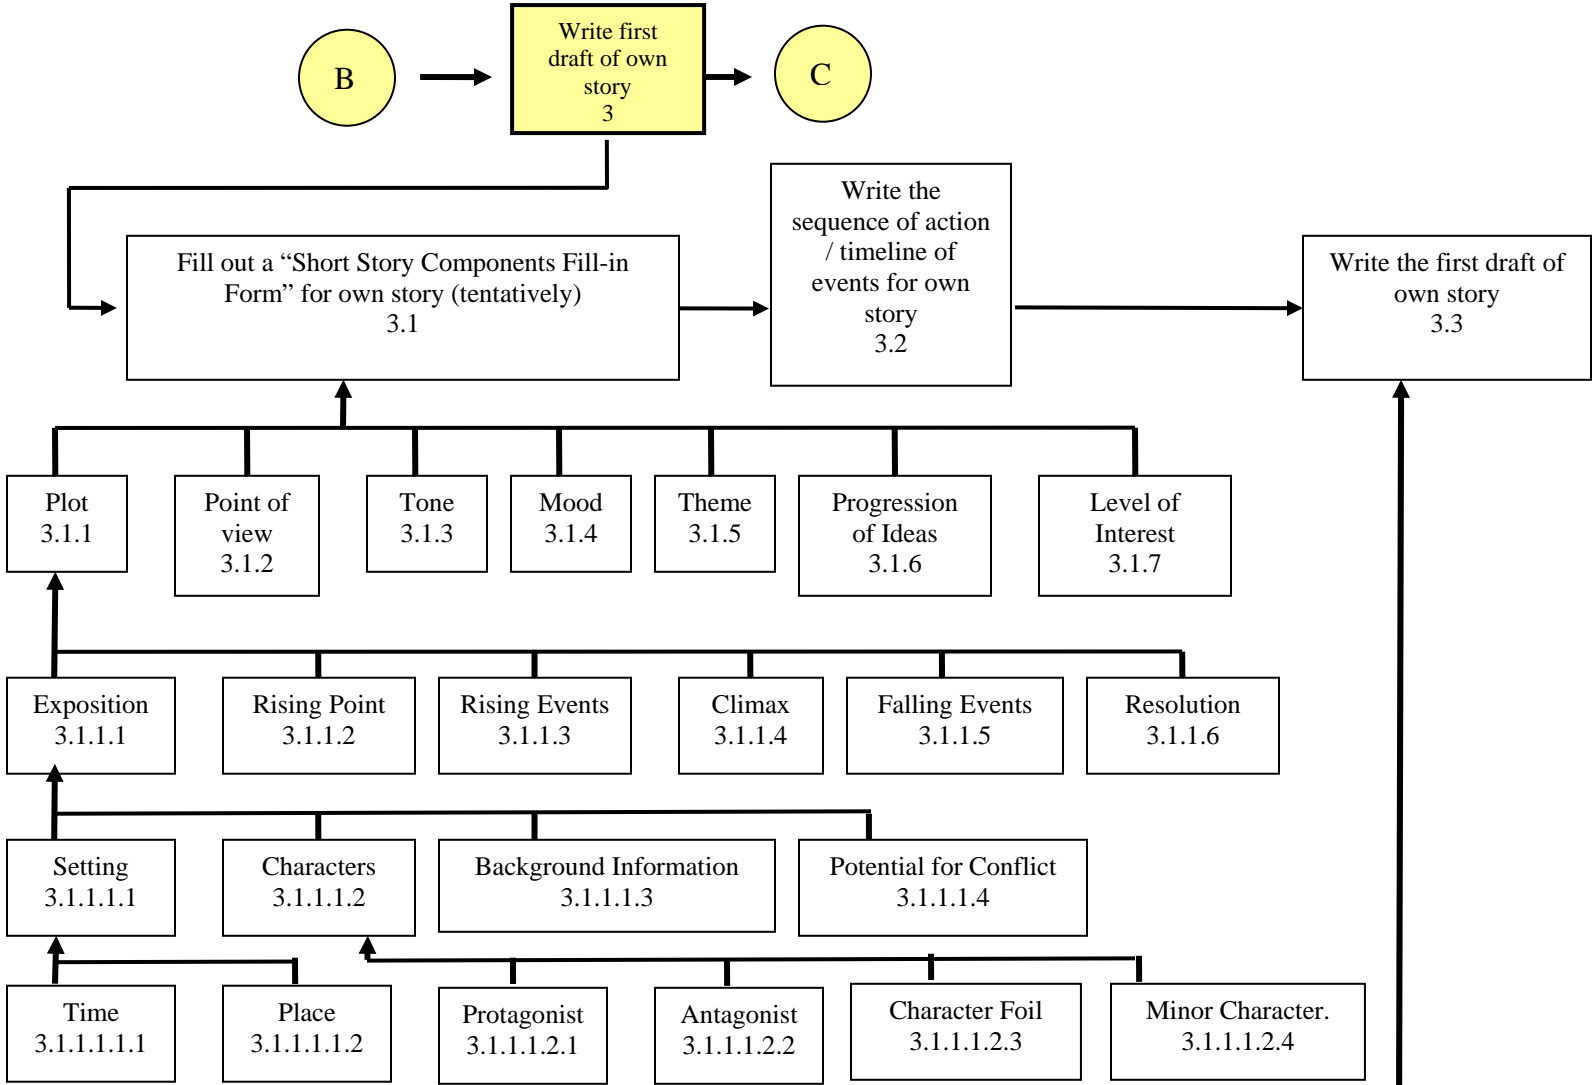 B
Write first
draft of own
story
3
C
Fill out a “Short Story Components Fill-in
Form” for own story (tentatively)
3.1
Write the
sequence of action
/ timeline of
events for own
story
3.2
Write the first draft of
own story
3.3
Plot
3.1.1
Point of
view
3.1.2
Tone
3.1.3
Mood
3.1.4
Theme
3.1.5
Progression
of Ideas
3.1.6
Level of
Interest
3.1.7
Exposition
3.1.1.1
Rising Point
3.1.1.2
Rising Events
3.1.1.3
Climax
3.1.1.4
Falling Events
3.1.1.5
Resolution
3.1.1.6
Setting
3.1.1.1.1
Characters
3.1.1.1.2
Background Information
3.1.1.1.3
Potential for Conflict
3.1.1.1.4
Time
3.1.1.1.1.1
Place
3.1.1.1.1.2
Protagonist
3.1.1.1.2.1
Antagonist
3.1.1.1.2.2
Character Foil
3.1.1.1.2.3
Minor Character.
3.1.1.1.2.4